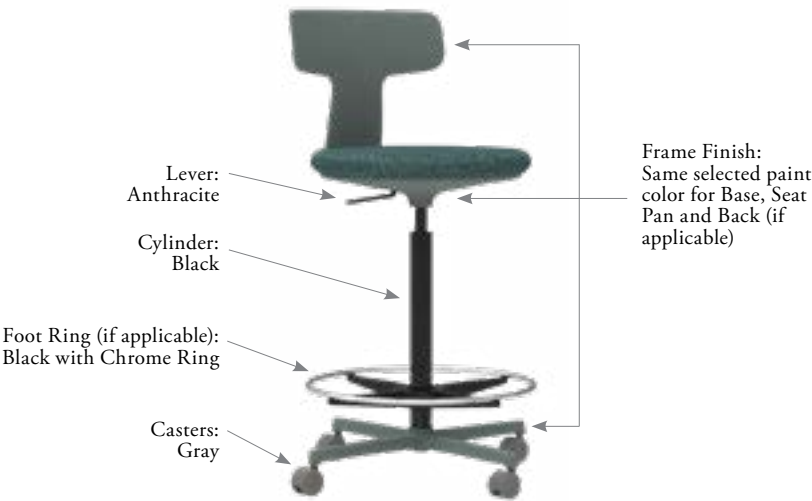 Lever:
Anthracite
Cylinder:
Black
Foot Ring (if applicable):
Black with Chrome Ring
Casters:
Gray
Frame Finish:
Same selected paint
color for Base, Seat
Pan and Back (if
applicable)